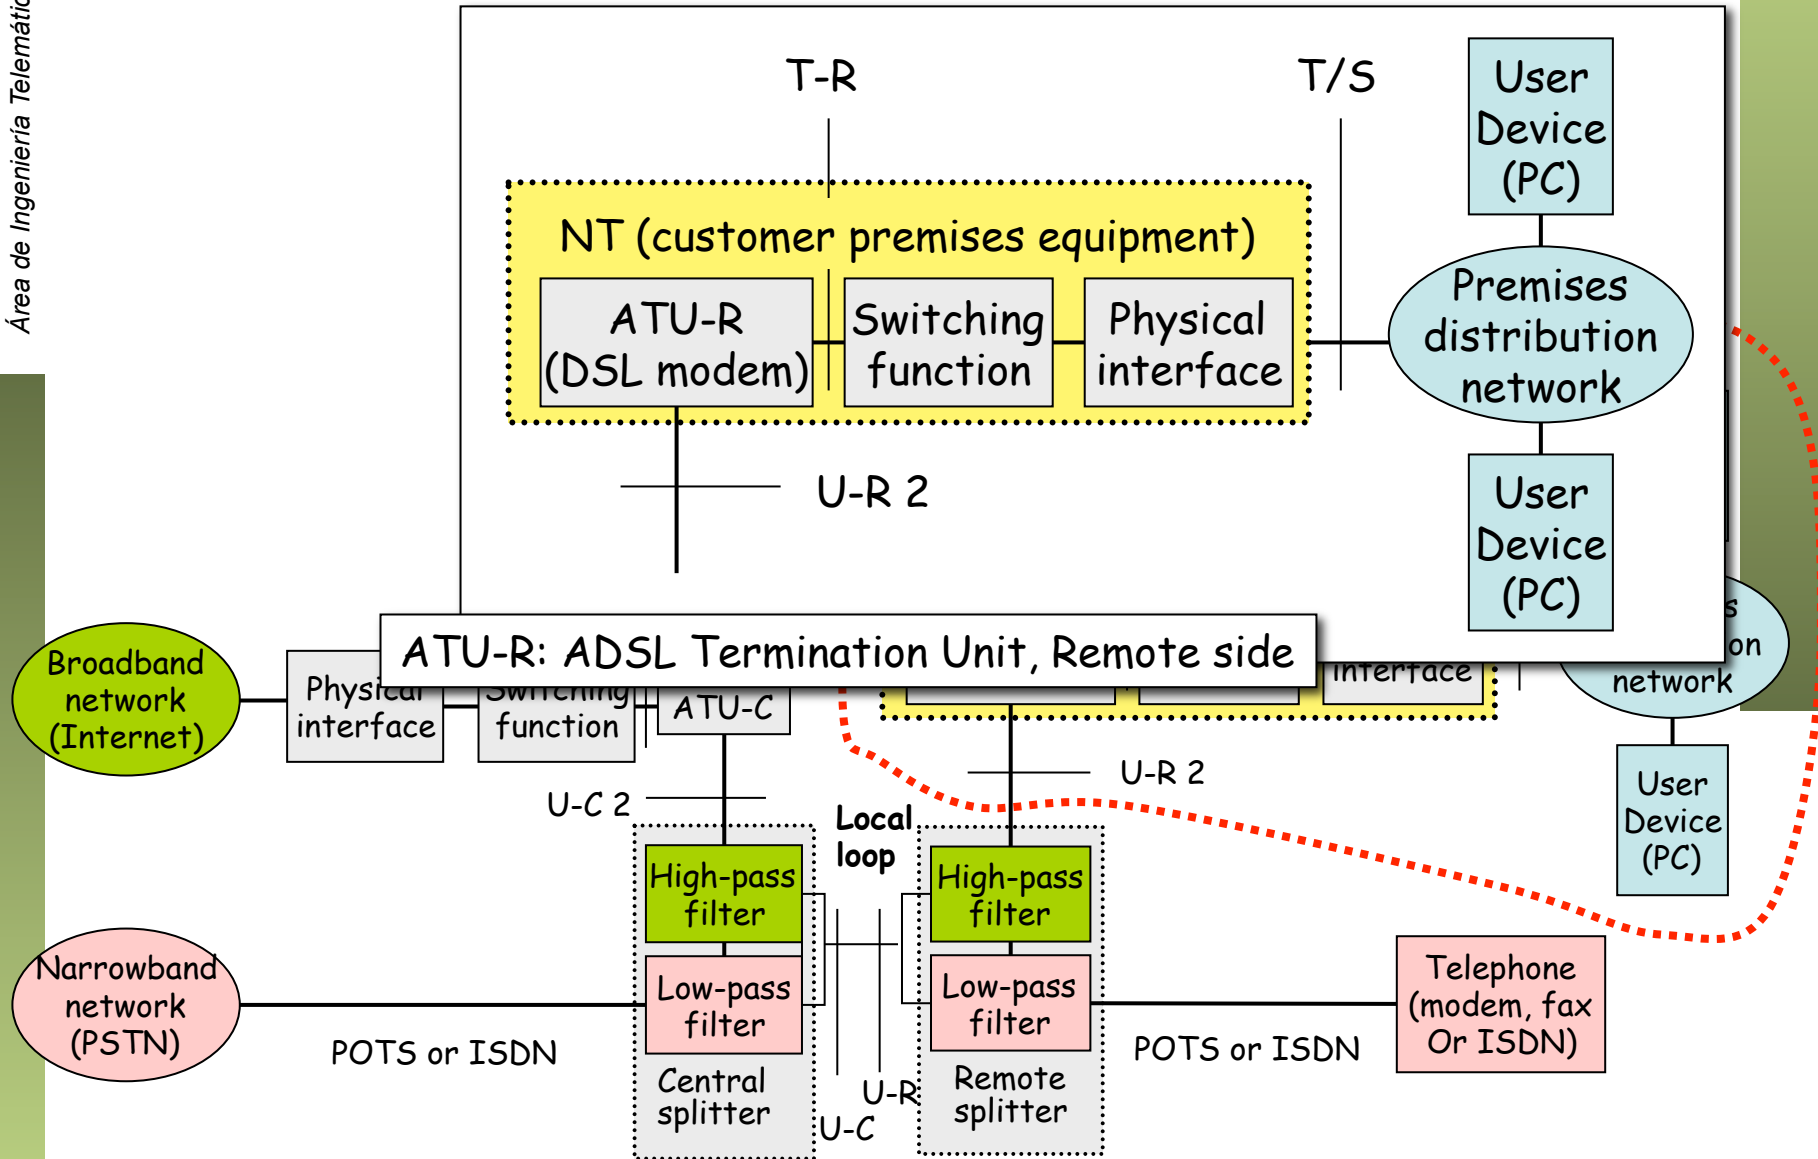 Área de Ingeniería
T-R
T/S
User
Device
(PC)
NT (customer premises equipment)
ATU-R
(DSL modem)
Switching
function
Physical
interface
Premises
distribution
network
U-R 2
User
Device
(PC)
ATU-R: ADSL Termination Unit, Remote side
Broadband
network
(Internet)
Physical
interface
Switching
function
ATU-C
interface
network
U-C 2
U-R 2
User
Device
(PC)
Local
loop
High-pass
filter
High-pass
filter
Narrowband
network
(PSTN)
Low-pass
filter
Low-pass
filter
Telephone
(modem, fax
Or ISDN)
POTS or ISDN
POTS or ISDN
Central
splitter
Remote
splitter
U-R
U-C